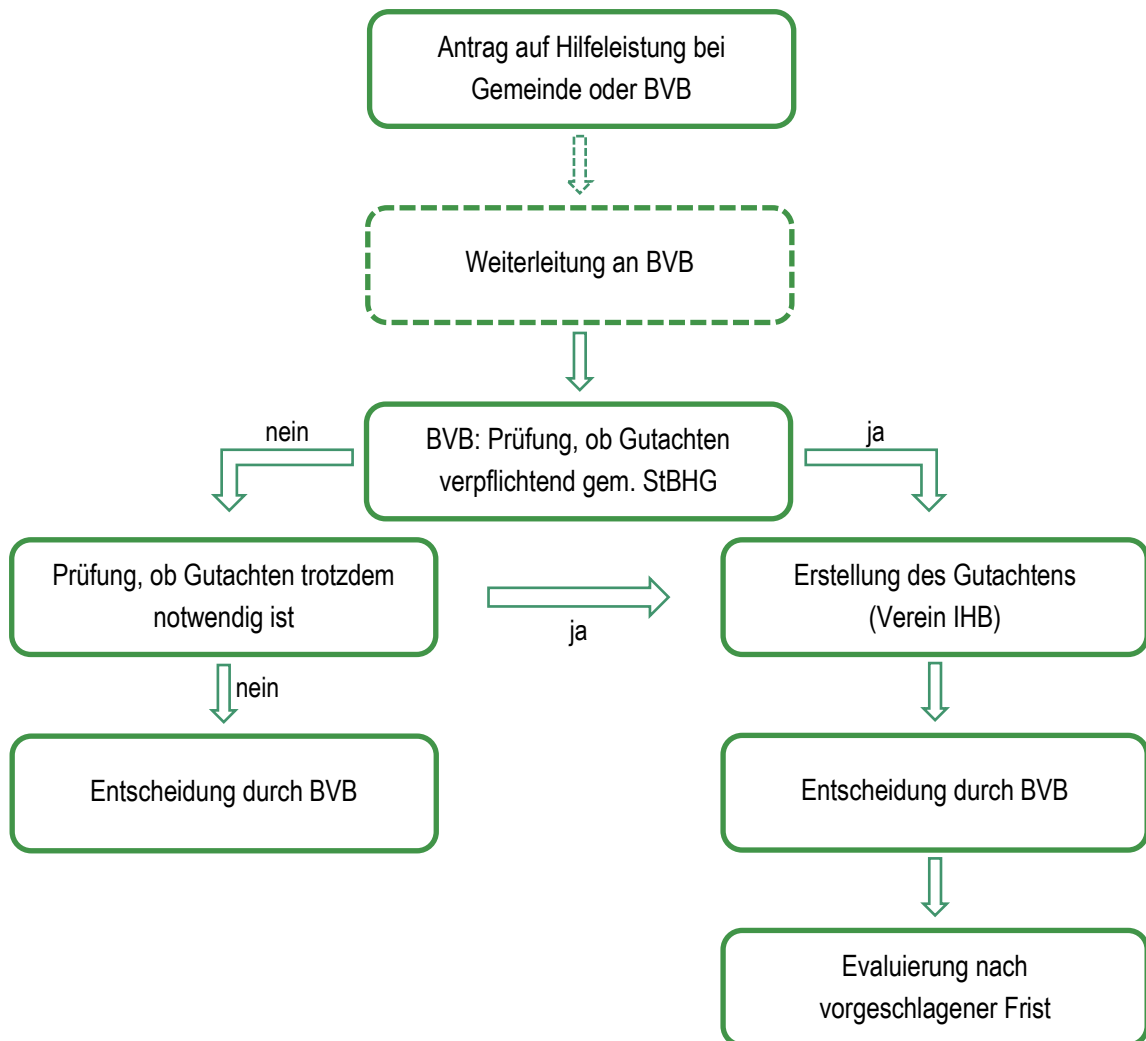 Antrag auf Hilfeleistung bei
Gemeinde oder BVB
Weiterleitung an BVB
nein
BVB: Prüfung, ob Gutachten
verpflichtend gem. StBHG
ja
Prüfung, ob Gutachten trotzdem
notwendig ist
ja
Erstellung des Gutachtens
(Verein IHB)
nein
Entscheidung durch BVB
Entscheidung durch BVB
Evaluierung nach
vorgeschlagener Frist